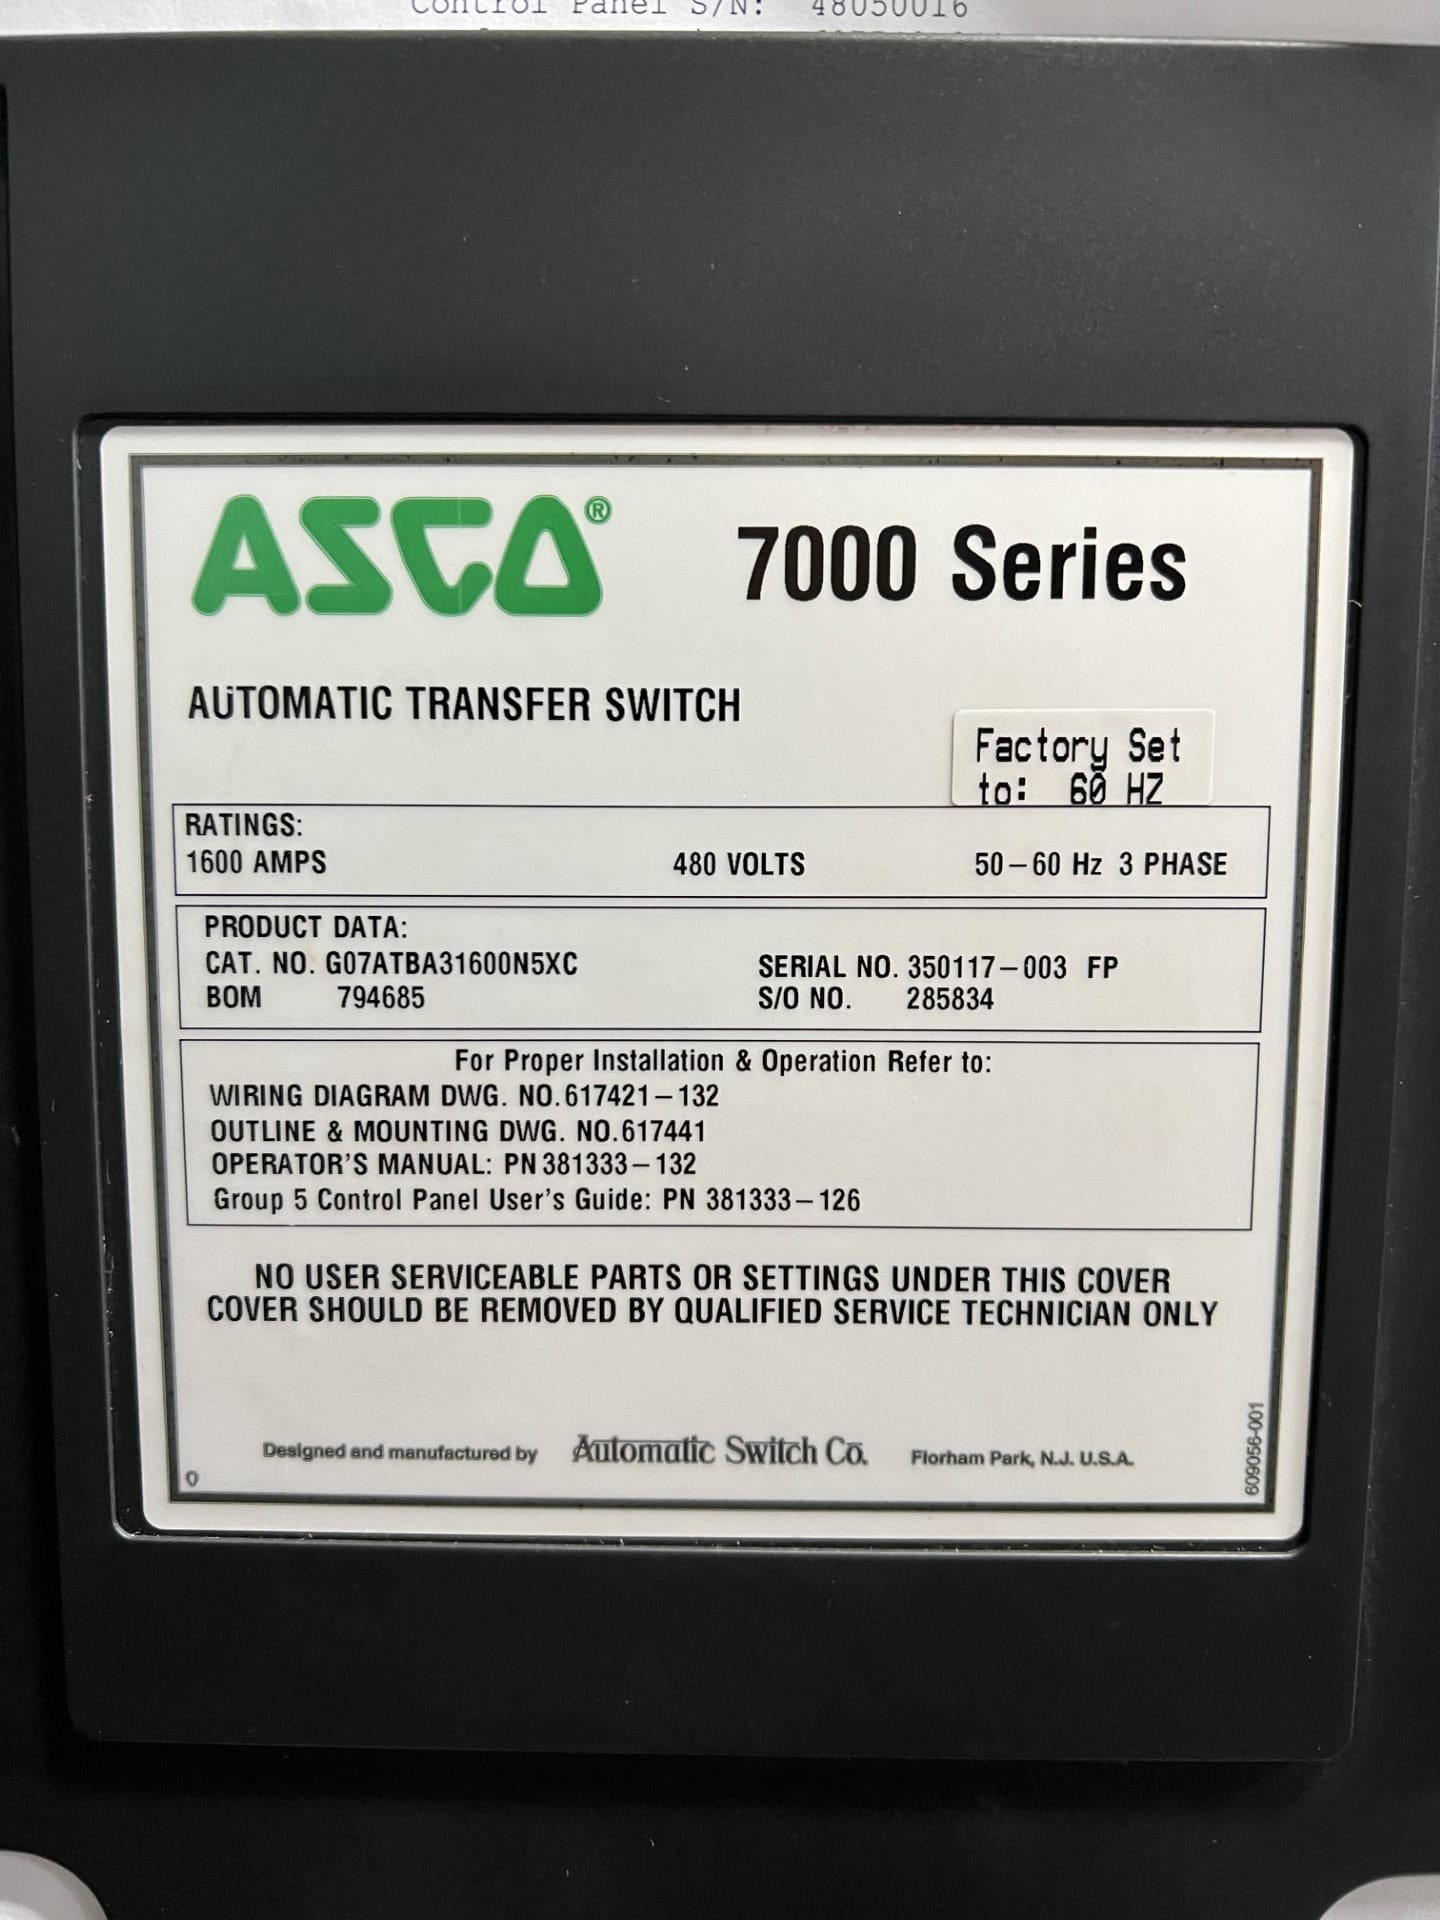 Control Panel S/N: 48050016
ASCO®
7000 Series
AUTOMATIC TRANSFER SWITCH
Factory Set
to: 60 HZ
RATINGS:
1600 AMPS 480 VOLTS 50–60 Hz 3 PHASE
PRODUCT DATA:
CAT. NO. G07ATBA31600N5XC SERIAL NO. 350117–003 FP
BOM 794685 S/O NO. 285834
For Proper Installation & Operation Refer to:
WIRING DIAGRAM DWG. NO. 617421–132
OUTLINE & MOUNTING DWG. NO. 617441
OPERATOR'S MANUAL: PN 381333–132
Group 5 Control Panel User's Guide: PN 381333–126
NO USER SERVICEABLE PARTS OR SETTINGS UNDER THIS COVER
COVER SHOULD BE REMOVED BY QUALIFIED SERVICE TECHNICIAN ONLY
Designed and manufactured by Automatic Switch Co. Florham Park, N.J. U.S.A.
0
609056-001